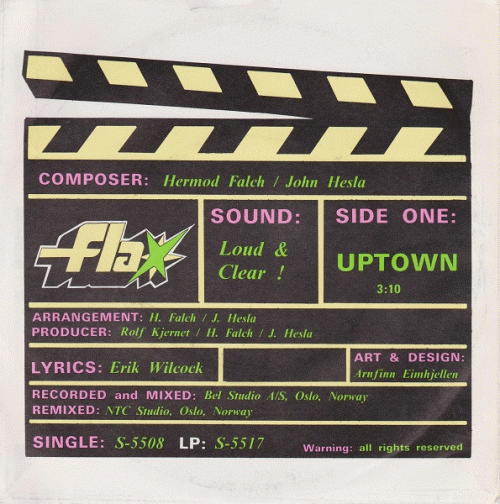 COMPOSER: Hermod Falch / John Hesla
flax
SOUND:
Loud &
Clear !
SIDE ONE:
UPTOWN
3:10
ARRANGEMENT: H. Falch / J. Hesla
PRODUCER: Rolf Kjernet / H. Falch / J. Hesla
LYRICS: Erik Wilcock
ART & DESIGN:
Arnfinn Eimhjellen
RECORDED and MIXED: Bel Studio A/S, Oslo, Norway
REMIXED: NTC Studio, Oslo, Norway
SINGLE: S-5508 LP: S-5517
Warning: all rights reserved